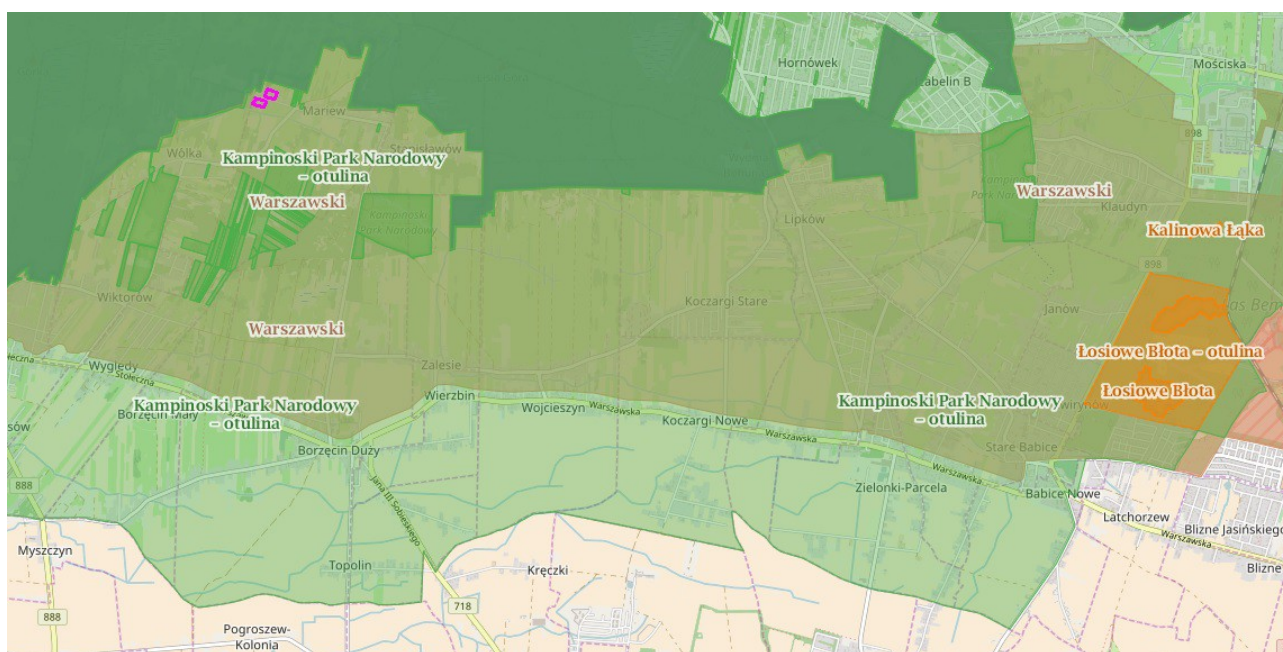 Hornówek
Mościska
Mariew
898
Wólka
Stanisławów
Kampinoski Park Narodowy
– otulina
Warszawski
Kampinoski
Park Narodowy
Warszawski
Klaudyn
Lipków
Kalinowa Łąka
898
Wiktorów
Koczargi Stare
Janów
Warszawski
Łosiowe Błota – otulina
Zalesie
Wyględy
Stołeczna
Wierzbin
Łosiowe Błota
Kampinoski Park Narodowy
– otulina
Borzęcin Mały
Wojcieszyn
Warszawska
Koczargi Nowe
Warszawska
Kampinoski Park Narodowy
– otulina
Stare Babice
Borzęcin Duży
888
Jana III Sobieskiego
Zielonki-Parcela
Warszawska
Babice Nowe
Latchorzew
Blizne Jasińskiego
Warszawska
Myszczyn
Topolin
Kręczki
Blizne
888
718
Pogroszew-
Kolonia